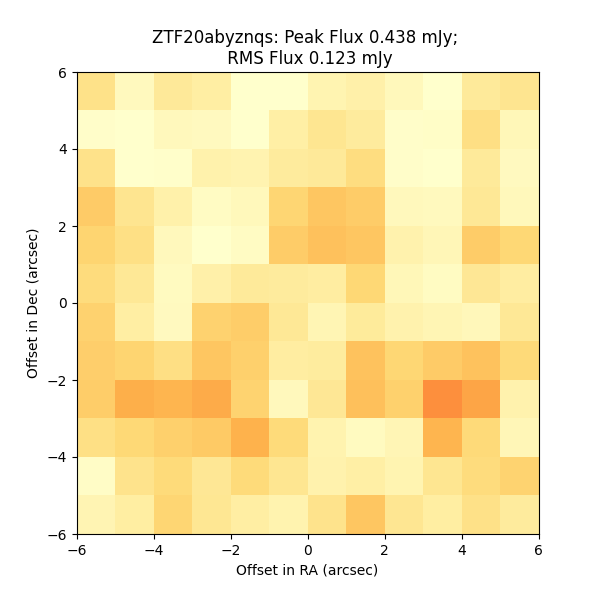 ZTF20abyznqs: Peak Flux 0.438 mJy;
RMS Flux 0.123 mJy
6
4
2
0
−2
−4
−6
Offset in Dec (arcsec)
−6 −4 −2 0 2 4 6
Offset in RA (arcsec)